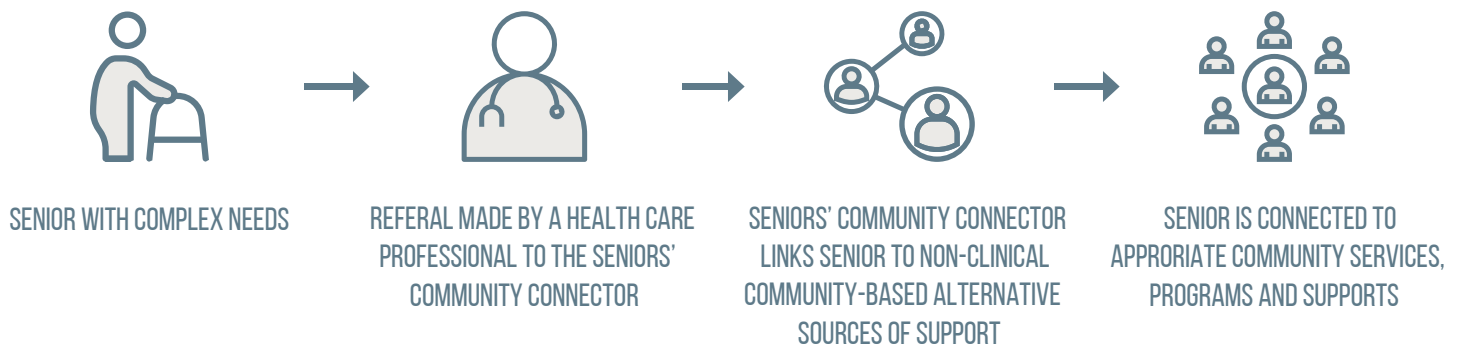 SENIOR WITH COMPLEX NEEDS
REFERAL MADE BY A HEALTH CARE
PROFESSIONAL TO THE SENIORS'
COMMUNITY CONNECTOR
SENIORS' COMMUNITY CONNECTOR
LINKS SENIOR TO NON-CLINICAL
COMMUNITY-BASED ALTERNATIVE
SOURCES OF SUPPORT
SENIOR IS CONNECTED TO
APPRORIATE COMMUNITY SERVICES,
PROGRAMS AND SUPPORTS